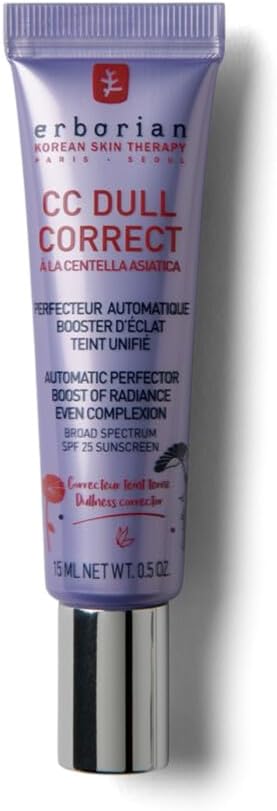 erborian
KOREAN SKIN THERAPY
PARIS - SEOUL
CC DULL
CORRECT
À LA CENTELLA ASIATICA
PERFECTEUR AUTOMATIQUE
BOOSTER D'ÉCLAT
TEINT UNIFIÉ
AUTOMATIC PERFECTOR
BOOST OF RADIANCE
EVEN COMPLEXION
BROAD SPECTRUM
SPF 25 SUNSCREEN
Correcteur teint terne
Dullness corrector
15 ML NET WT. 0.5 OZ.